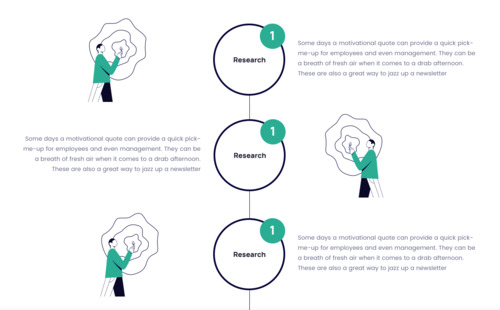 1
Research
Some days a motivational quote can provide a quick pick-
me-up for employees and even management. They can be
a breath of fresh air when it comes to a drab afternoon.
These are also a great way to jazz up a newsletter
Some days a motivational quote can provide a quick pick-
me-up for employees and even management. They can be
a breath of fresh air when it comes to a drab afternoon.
These are also a great way to jazz up a newsletter
1
Research
1
Research
Some days a motivational quote can provide a quick pick-
me-up for employees and even management. They can be
a breath of fresh air when it comes to a drab afternoon.
These are also a great way to jazz up a newsletter